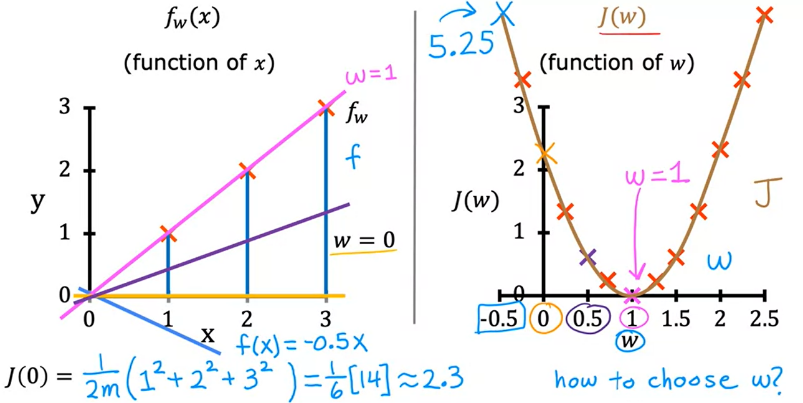 f_w(x)
(function of x)
w=1
3
2
1
0
y
f_w
f
w = 0
0 1 2 3
x
f(x)=-0.5x
J(0) = 1/2m (1² + 2² + 3²) = 1/6 [14] ≈ 2.3
5.25
J(w)
(function of w)
3
2
1
0
J(w)
w=1
J
w
-0.5 0 0.5 1 1.5 2 2.5
w
how to choose w?